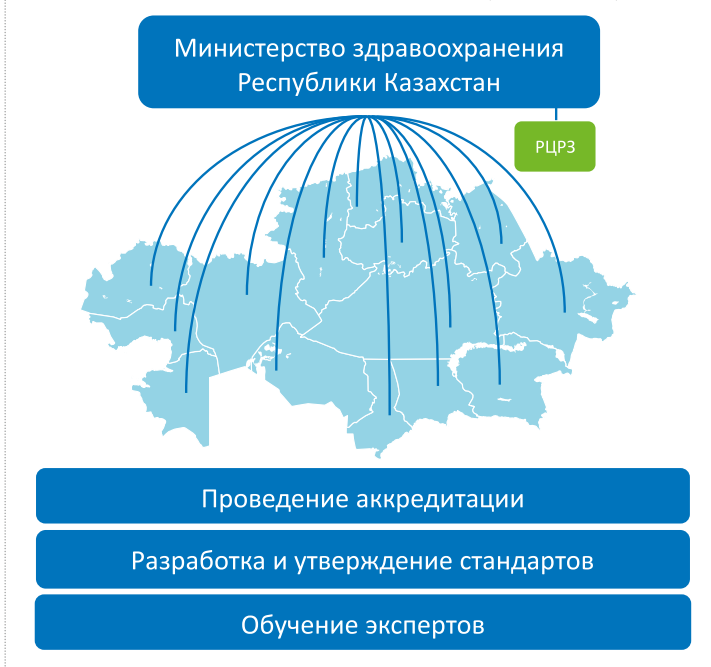 Министерство здравоохранения
Республики Казахстан
РЦРЗ
Проведение аккредитации
Разработка и утверждение стандартов
Обучение экспертов